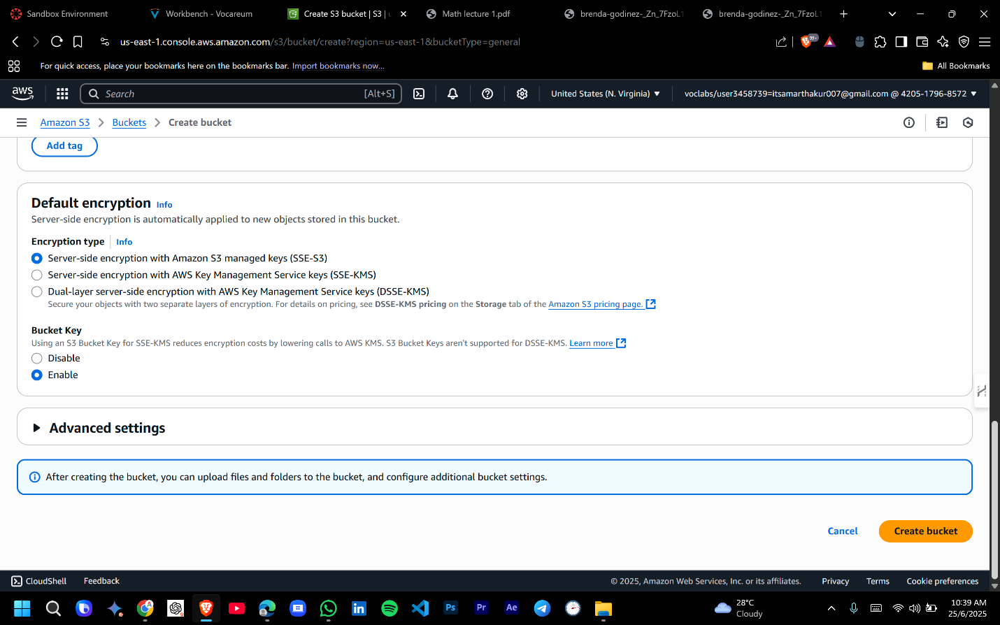 Sandbox Environment
Workbench - Vocareum
Create S3 bucket | S3 | u
Math lecture 1.pdf
brenda-godinez-_Zn_7FzoL1
brenda-godinez-_Zn_7FzoL1
us-east-1.console.aws.amazon.com/s3/bucket/create?region=us-east-1&bucketType=general
99+
For quick access, place your bookmarks here on the bookmarks bar. Import bookmarks now...
All Bookmarks
aws
Search
[Alt+S]
United States (N. Virginia)
voclabs/user3458739=itsamarthakur007@gmail.com @ 4205-1796-8572
Amazon S3 > Buckets > Create bucket
Add tag
Default encryption Info
Server-side encryption is automatically applied to new objects stored in this bucket.
Encryption type | Info
Server-side encryption with Amazon S3 managed keys (SSE-S3)
Server-side encryption with AWS Key Management Service keys (SSE-KMS)
Dual-layer server-side encryption with AWS Key Management Service keys (DSSE-KMS)
Secure your objects with two separate layers of encryption. For details on pricing, see DSSE-KMS pricing on the Storage tab of the Amazon S3 pricing page.
Bucket Key
Using an S3 Bucket Key for SSE-KMS reduces encryption costs by lowering calls to AWS KMS. S3 Bucket Keys aren't supported for DSSE-KMS. Learn more
Disable
Enable
Advanced settings
After creating the bucket, you can upload files and folders to the bucket, and configure additional bucket settings.
Cancel
Create bucket
CloudShell
Feedback
© 2025, Amazon Web Services, Inc. or its affiliates.
Privacy
Terms
Cookie preferences
Ps
Pr
Ae
28°C
Cloudy
10:39 AM
25/6/2025